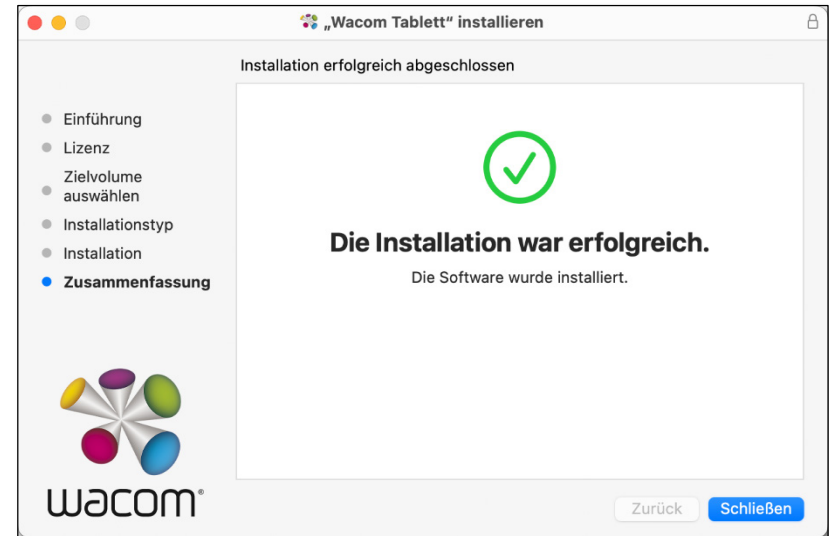 „Wacom Tablett“ installieren
Installation erfolgreich abgeschlossen
Einführung
Lizenz
Zielvolume
auswählen
Installationstyp
Installation
Zusammenfassung
Die Installation war erfolgreich.
Die Software wurde installiert.
wacom®
Zurück
Schließen